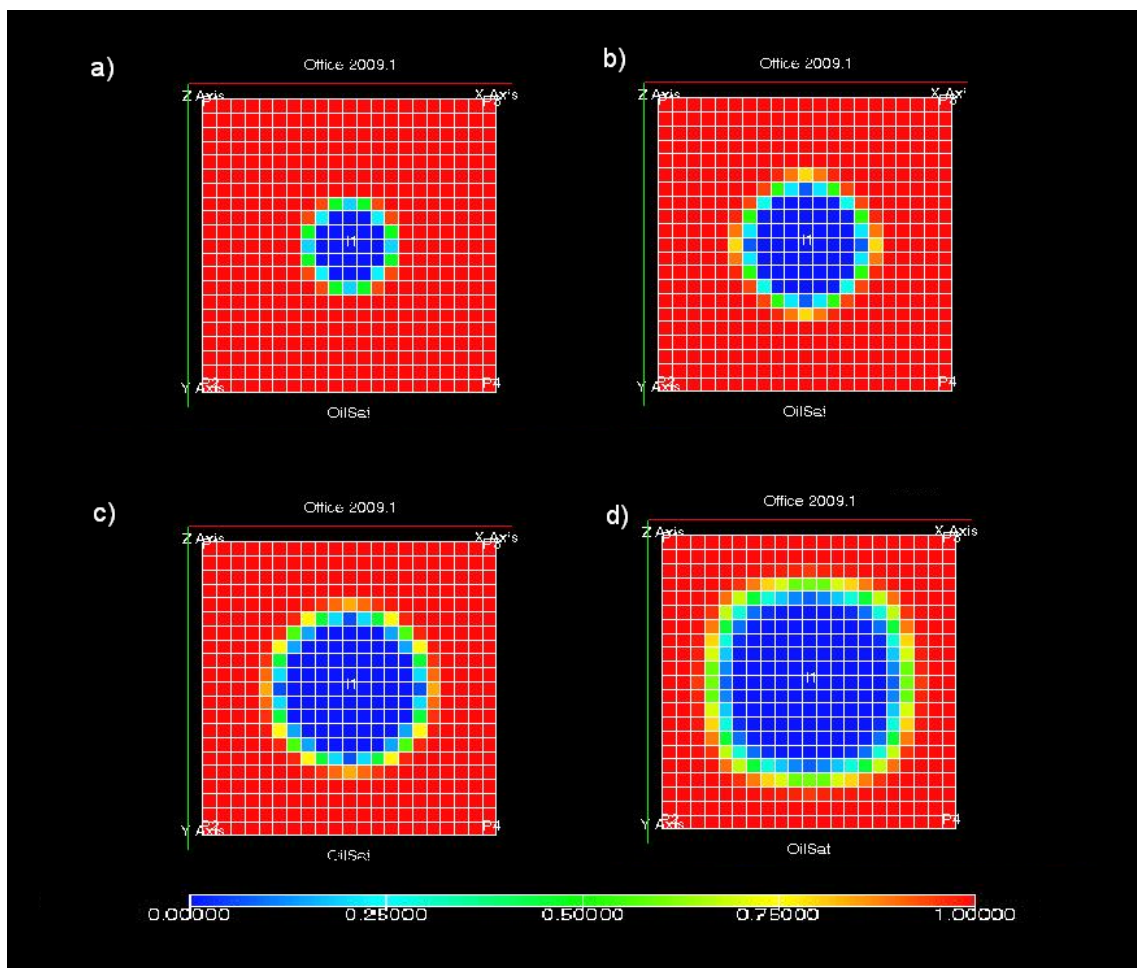 a)
Office 2009.1
Z Axis
X Axis
I1
Y Axis
P4
OilSat
b)
Office 2009.1
Z Axis
X Axi
I1
Y Axis
P4
OilSat
c)
Office 2009.1
Z Axis
X Axis
I1
Y Axis
P4
OilSat
d)
Office 2009.1
Z Axis
X Axis
I1
Y Axis
P4
OilSat
0.00000 0.25000 0.50000 0.75000 1.00000